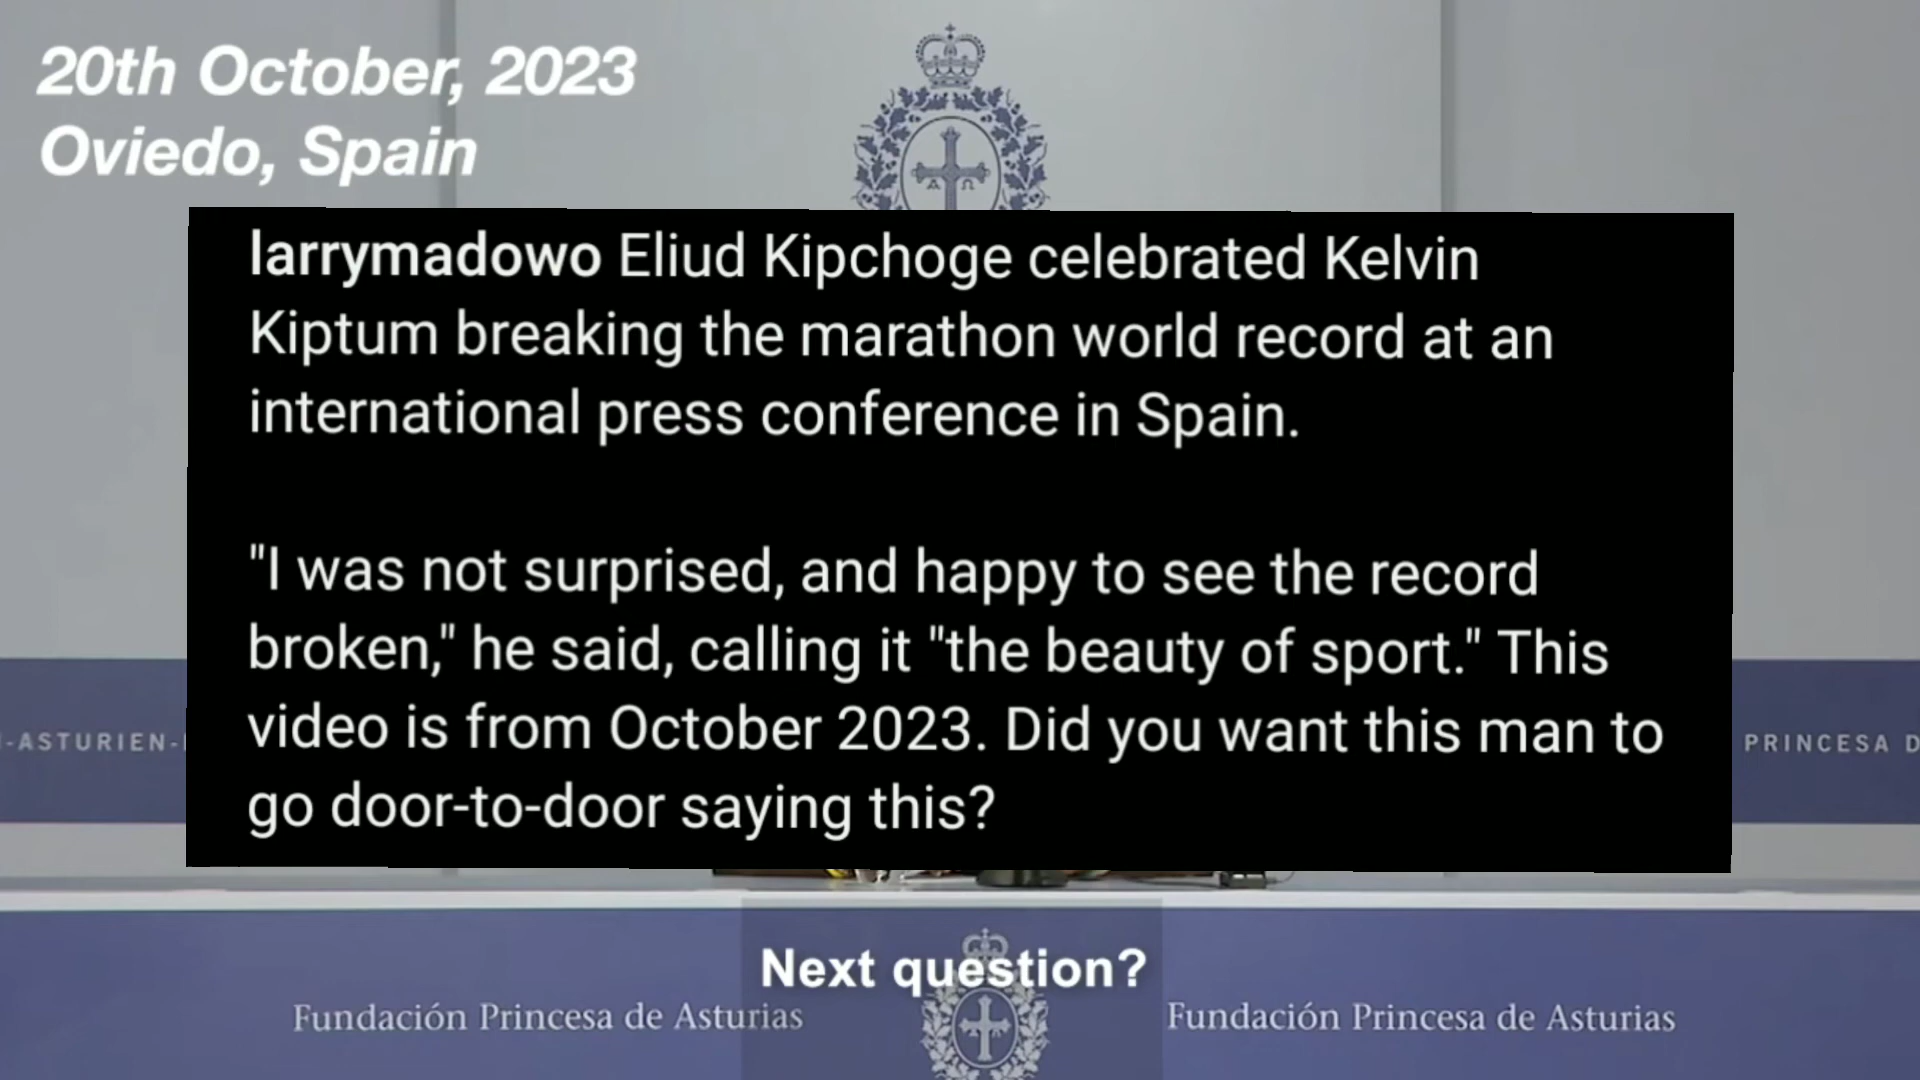 20th October, 2023
Oviedo, Spain
larrymadowo Eliud Kipchoge celebrated Kelvin
Kiptum breaking the marathon world record at an
international press conference in Spain.
"I was not surprised, and happy to see the record
broken," he said, calling it "the beauty of sport." This
video is from October 2023. Did you want this man to
go door-to-door saying this?
-ASTURIEN-
PRINCESA D
Next question?
Fundación Princesa de Asturias
Fundación Princesa de Asturias